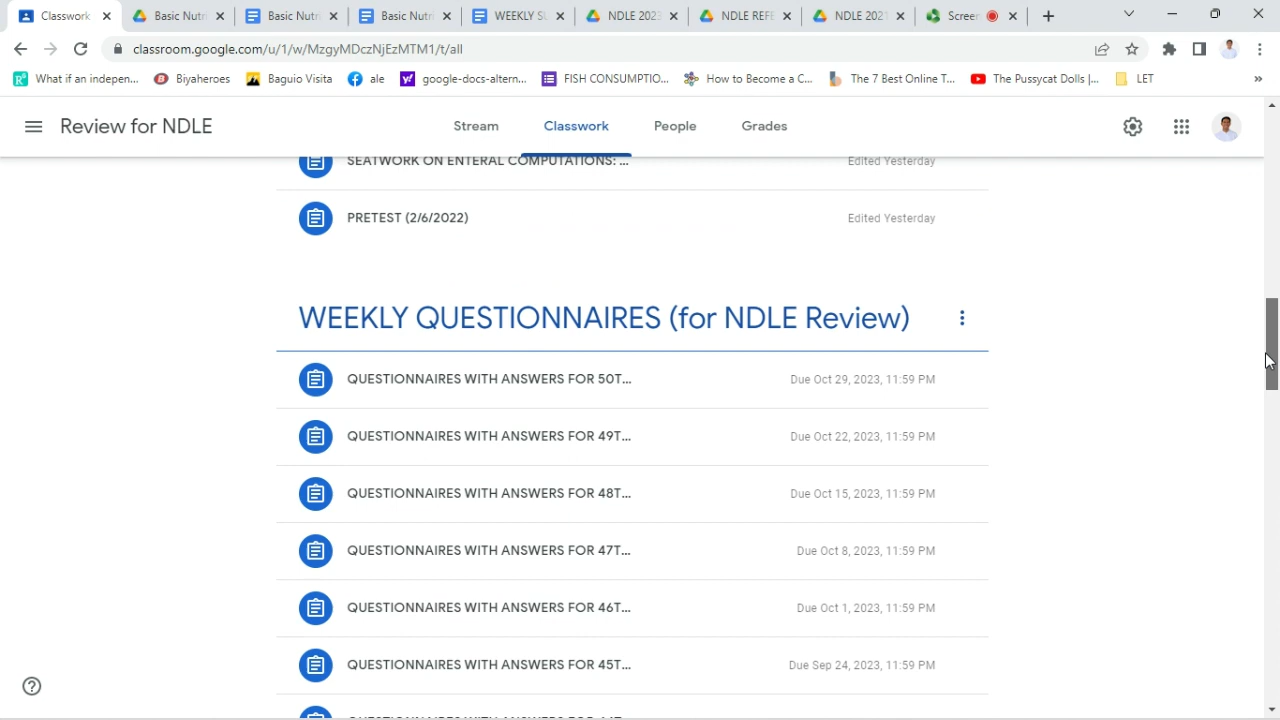 Classwork
Basic Nutri
Basic Nutri
Basic Nutri
WEEKLY SU
NDLE 2023
NDLE REFE
NDLE 2021
Screer
classroom.google.com/u/1/w/MzgyMDczNjEzMTM1/t/all
What if an indepen...
Biyaheroes
Baguio Visita
ale
google-docs-altern...
FISH CONSUMPTIO...
How to Become a C...
The 7 Best Online T...
The Pussycat Dolls |...
LET
»
Review for NDLE
Stream
Classwork
People
Grades
SEATWORK ON ENTERAL COMPUTATIONS: ...
Edited Yesterday
PRETEST (2/6/2022)
Edited Yesterday
WEEKLY QUESTIONNAIRES (for NDLE Review)
QUESTIONNAIRES WITH ANSWERS FOR 50T...
Due Oct 29, 2023, 11:59 PM
QUESTIONNAIRES WITH ANSWERS FOR 49T...
Due Oct 22, 2023, 11:59 PM
QUESTIONNAIRES WITH ANSWERS FOR 48T...
Due Oct 15, 2023, 11:59 PM
QUESTIONNAIRES WITH ANSWERS FOR 47T...
Due Oct 8, 2023, 11:59 PM
QUESTIONNAIRES WITH ANSWERS FOR 46T...
Due Oct 1, 2023, 11:59 PM
QUESTIONNAIRES WITH ANSWERS FOR 45T...
Due Sep 24, 2023, 11:59 PM